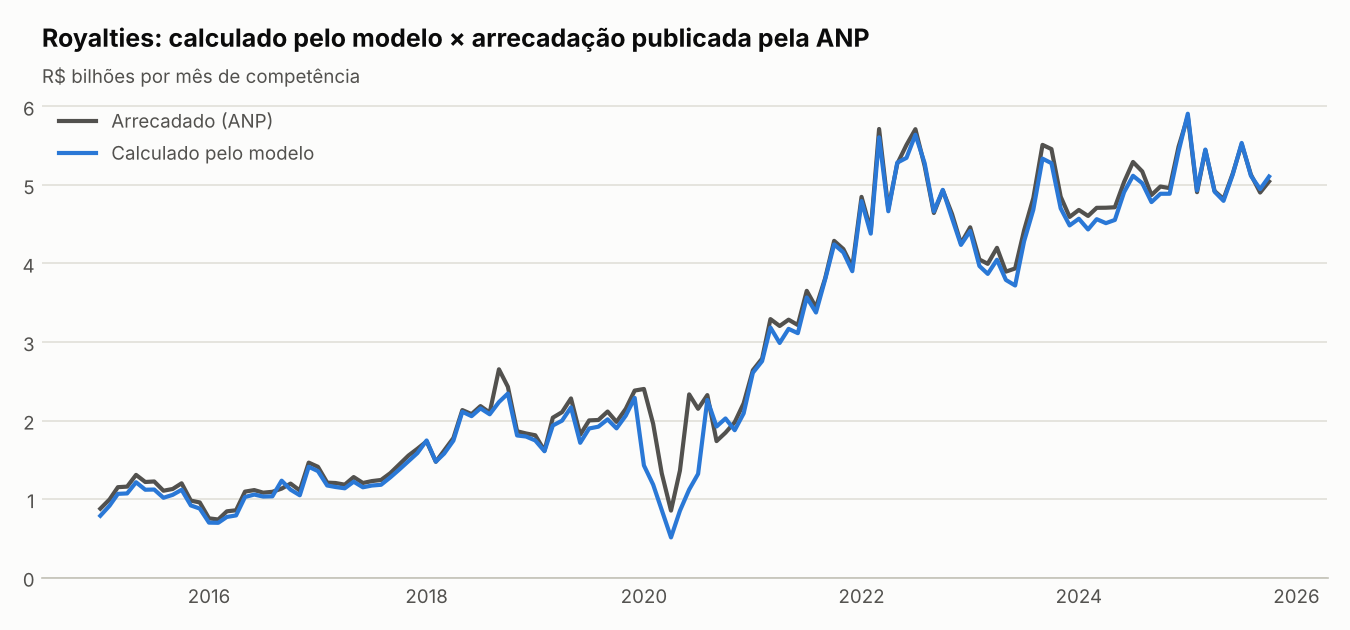 Royalties: calculado pelo modelo × arrecadação publicada pela ANP
R$ bilhões por mês de competência
6
Arrecadado (ANP)
Calculado pelo modelo
5
4
3
2
1
0
2016 2018 2020 2022 2024 2026